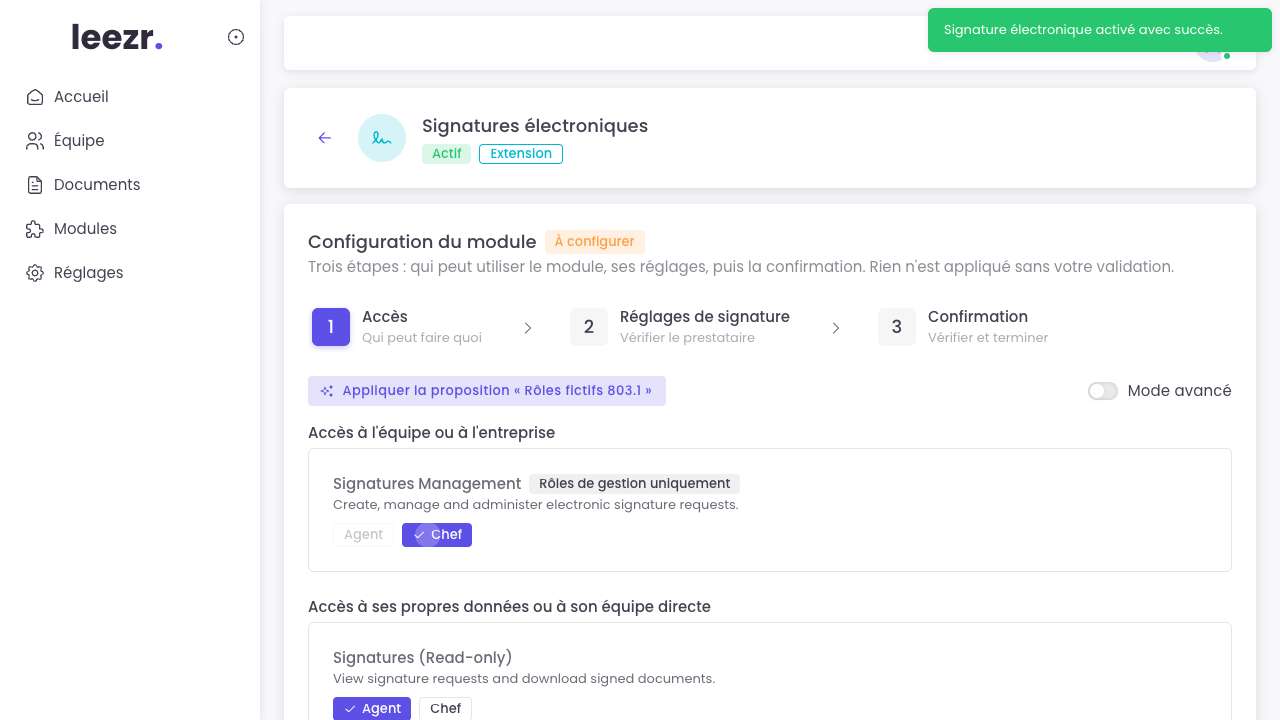 leezr.
Signature électronique activé avec succès.
Accueil
Équipe
Documents
Modules
Réglages
Signatures électroniques
Actif
Extension
Configuration du module
À configurer
Trois étapes : qui peut utiliser le module, ses réglages, puis la confirmation. Rien n'est appliqué sans votre validation.
1
Accès
Qui peut faire quoi
2
Réglages de signature
Vérifier le prestataire
3
Confirmation
Vérifier et terminer
Appliquer la proposition « Rôles fictifs 803.1 »
Mode avancé
Accès à l'équipe ou à l'entreprise
Signatures Management
Rôles de gestion uniquement
Create, manage and administer electronic signature requests.
Agent
Chef
Accès à ses propres données ou à son équipe directe
Signatures (Read-only)
View signature requests and download signed documents.
Agent
Chef